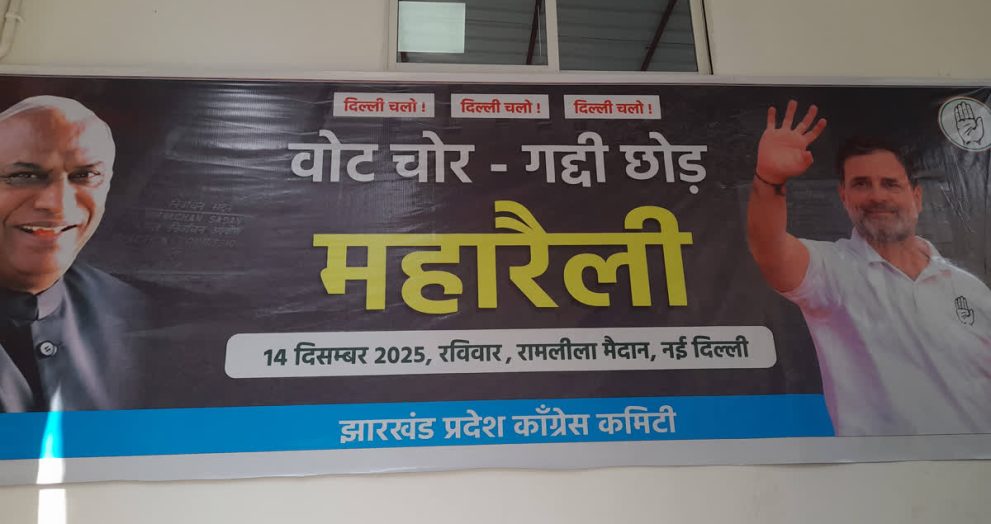 दिल्ली चलो ! दिल्ली चलो ! दिल्ली चलो !
वोट चोर - गद्दी छोड़
महारैली
14 दिसम्बर 2025, रविवार, रामलीला मैदान, नई दिल्ली
झारखंड प्रदेश काँग्रेस कमिटी